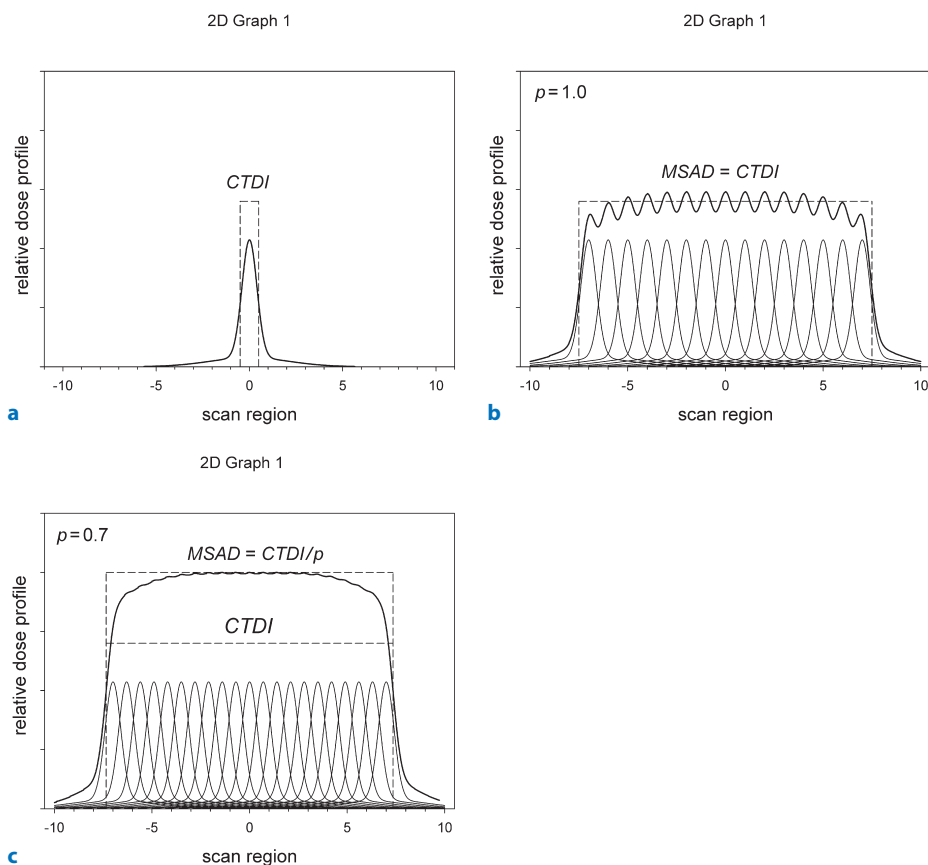 2D Graph 1
CTDI
relative dose profile
-10 -5 0 5 10
scan region
a
2D Graph 1
p = 1.0
MSAD = CTDI
relative dose profile
-10 -5 0 5 10
scan region
b
2D Graph 1
p = 0.7
MSAD = CTDI/p
CTDI
relative dose profile
-10 -5 0 5 10
scan region
c